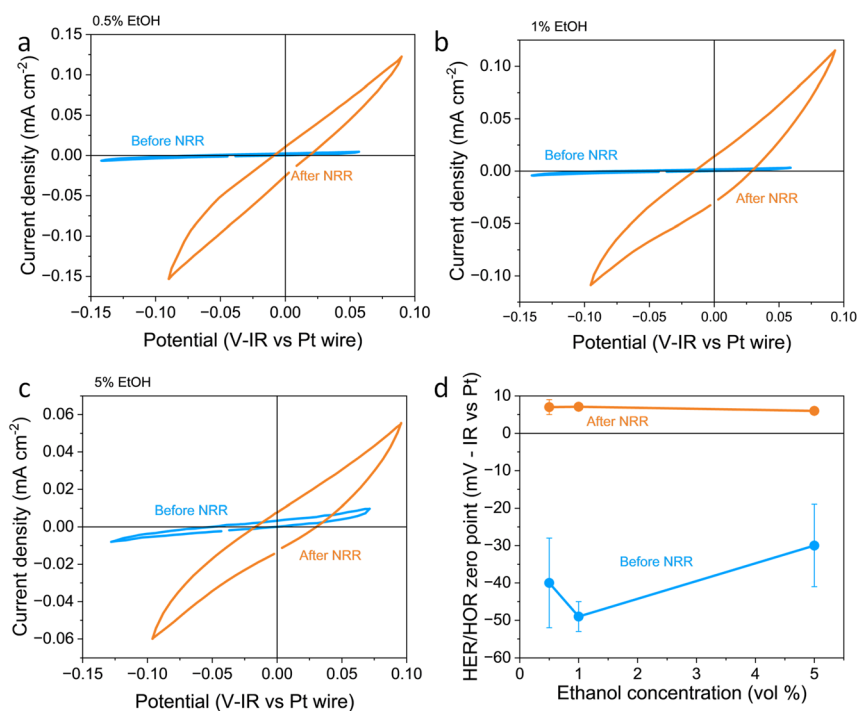 a
0.5% EtOH
0.15
0.10
0.05
0.00
−0.05
−0.10
−0.15
Current density (mA cm⁻²)
Before NRR
After NRR
−0.15
−0.10
−0.05
0.00
0.05
0.10
Potential (V-IR vs Pt wire)
b
1% EtOH
0.10
0.05
0.00
−0.05
−0.10
Current density (mA cm⁻²)
Before NRR
After NRR
−0.15
−0.10
−0.05
0.00
0.05
0.10
Potential (V-IR vs Pt wire)
c
5% EtOH
0.06
0.04
0.02
0.00
−0.02
−0.04
−0.06
Current density (mA cm⁻²)
Before NRR
After NRR
−0.15
−0.10
−0.05
0.00
0.05
0.10
Potential (V-IR vs Pt wire)
d
10
0
−10
−20
−30
−40
−50
−60
HER/HOR zero point (mV - IR vs Pt)
After NRR
Before NRR
0
1
2
3
4
5
Ethanol concentration (vol %)